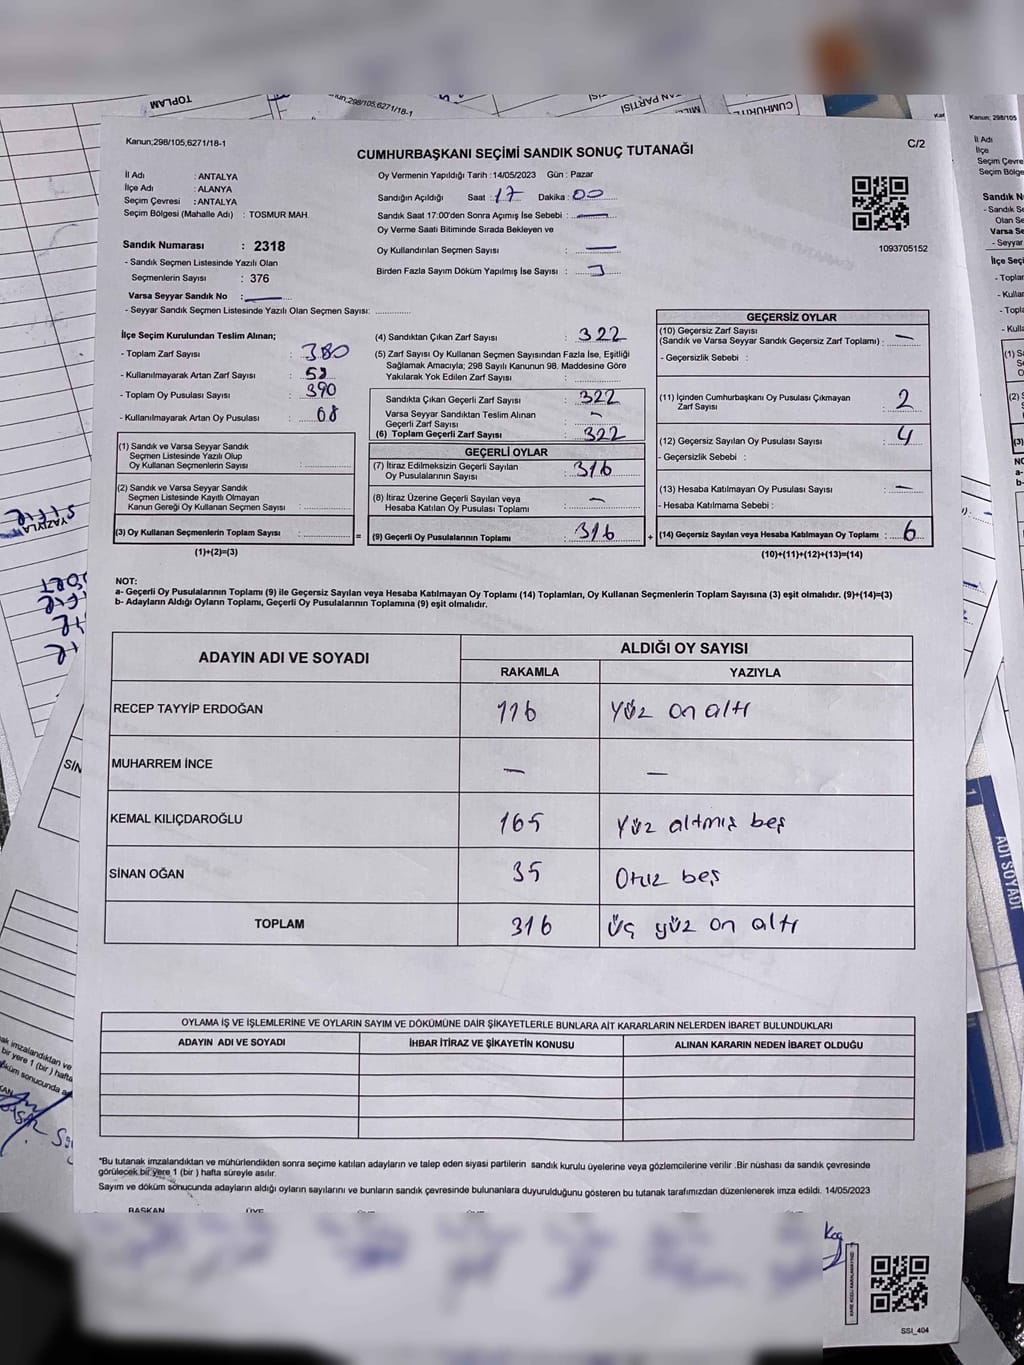 TOPLAM
Kanun;298/105,6271/18-1
C/2
CUMHURBAŞKANI SEÇİMİ SANDIK SONUÇ TUTANAĞI
İl Adı : ANTALYA
İlçe Adı : ALANYA
Seçim Çevresi : ANTALYA
Seçim Bölgesi (Mahalle Adı) : TOSMUR MAH.
Oy Vermenin Yapıldığı Tarih : 14/05/2023 Gün : Pazar
Sandığın Açıldığı Saat : 17 Dakika : 00
Sandık Saat 17:00'den Sonra Açımış İse Sebebi : —
Oy Verme Saati Bitiminde Sırada Bekleyen ve
Oy Kullandırılan Seçmen Sayısı : —
Birden Fazla Sayım Döküm Yapılmış İse Sayısı :
1093705152
Sandık Numarası : 2318
- Sandık Seçmen Listesinde Yazılı Olan
Seçmenlerin Sayısı : 376
Varsa Seyyar Sandık No : —
- Seyyar Sandık Seçmen Listesinde Yazılı Olan Seçmen Sayısı:
İlçe Seçim Kurulundan Teslim Alınan;
- Toplam Zarf Sayısı : 380
- Kullanılmayarak Artan Zarf Sayısı : 58
- Toplam Oy Pusulası Sayısı : 390
- Kullanılmayarak Artan Oy Pusulası : 68
(1) Sandık ve Varsa Seyyar Sandık
Seçmen Listesinde Yazılı Olup
Oy Kullanan Seçmenlerin Sayısı :
(2) Sandık ve Varsa Seyyar Sandık
Seçmen Listesinde Kayıtlı Olmayan
Kanun Gereği Oy Kullanan Seçmen Sayısı :
(3) Oy Kullanan Seçmenlerin Toplam Sayısı : =
(1)+(2)=(3)
(4) Sandıktan Çıkan Zarf Sayısı : 322
(5) Zarf Sayısı Oy Kullanan Seçmen Sayısından Fazla İse, Eşitliği
Sağlamak Amacıyla; 298 Sayılı Kanunun 98. Maddesine Göre
Yakılarak Yok Edilen Zarf Sayısı :
Sandıkta Çıkan Geçerli Zarf Sayısı : 322
Varsa Seyyar Sandıktan Teslim Alınan
Geçerli Zarf Sayısı : —
(6) Toplam Geçerli Zarf Sayısı : 322
GEÇERLİ OYLAR
(7) İtiraz Edilmeksizin Geçerli Sayılan
Oy Pusulalarının Sayısı : 316
(8) İtiraz Üzerine Geçerli Sayılan veya
Hesaba Katılan Oy Pusulası Toplamı : —
(9) Geçerli Oy Pusulalarının Toplamı : 316 +
GEÇERSİZ OYLAR
(10) Geçersiz Zarf Sayısı
(Sandık ve Varsa Seyyar Sandık Geçersiz Zarf Toplamı) : —
- Geçersizlik Sebebi :
(11) İçinden Cumhurbaşkanı Oy Pusulası Çıkmayan
Zarf Sayısı : 2
(12) Geçersiz Sayılan Oy Pusulası Sayısı : 4
- Geçersizlik Sebebi :
(13) Hesaba Katılmayan Oy Pusulası Sayısı : —
- Hesaba Katılmama Sebebi :
(14) Geçersiz Sayılan veya Hesaba Katılmayan Oy Toplamı : 6
(10)+(11)+(12)+(13)=(14)
NOT:
a- Geçerli Oy Pusulalarının Toplamı (9) ile Geçersiz Sayılan veya Hesaba Katılmayan Oy Toplamı (14) Toplamları, Oy Kullanan Seçmenlerin Toplam Sayısına (3) eşit olmalıdır. (9)+(14)=(3)
b- Adayların Aldığı Oyların Toplamı, Geçerli Oy Pusulalarının Toplamına (9) eşit olmalıdır.
ADAYIN ADI VE SOYADI
ALDIĞI OY SAYISI
RAKAMLA YAZIYLA
RECEP TAYYİP ERDOĞAN 116 Yüz on altı
MUHARREM İNCE — —
KEMAL KILIÇDAROĞLU 165 Yüz altmış beş
SİNAN OĞAN 35 Otuz beş
TOPLAM 316 Üç yüz on altı
OYLAMA İŞ VE İŞLEMLERİNE VE OYLARIN SAYIM VE DÖKÜMÜNE DAİR ŞİKAYETLERLE BUNLARA AİT KARARLARIN NELERDEN İBARET BULUNDUKLARI
ADAYIN ADI VE SOYADI İHBAR İTİRAZ VE ŞİKAYETİN KONUSU ALINAN KARARIN NEDEN İBARET OLDUĞU
*Bu tutanak imzalandıktan ve mühürlendikten sonra seçime katılan adayların ve talep eden siyasi partilerin sandık kurulu üyelerine veya gözlemcilerine verilir .Bir nüshası da sandık çevresinde
görülecek bir yere 1 (bir ) hafta süreyle asılır.
Sayım ve döküm sonucunda adayların aldığı oyların sayılarını ve bunların sandık çevresinde bulunanlara duyurulduğunu gösteren bu tutanak tarafımızdan düzenlenerek imza edildi. 14/05/2023
BAŞKAN ÜYE
SSI_404